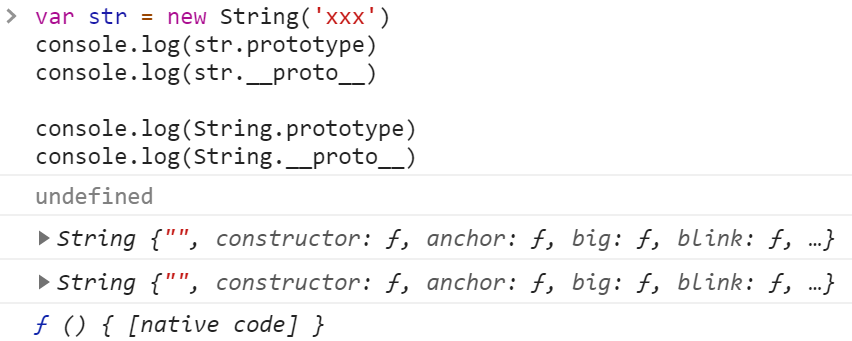 > var str = new String('xxx')
console.log(str.prototype)
console.log(str.__proto__)

console.log(String.prototype)
console.log(String.__proto__)
undefined
▶ String {"", constructor: ƒ, anchor: ƒ, big: ƒ, blink: ƒ, …}
▶ String {"", constructor: ƒ, anchor: ƒ, big: ƒ, blink: ƒ, …}
ƒ () { [native code] }